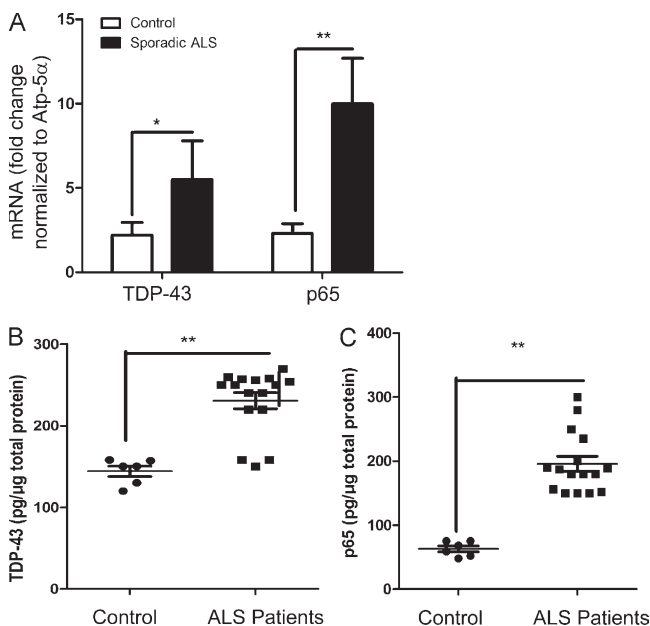 A
Control
Sporadic ALS
mRNA (fold change
normalized to Atp-5α)
15
10
5
0
*
**
TDP-43
p65
B
TDP-43 (pg/μg total protein)
300
200
100
0
**
Control
ALS Patients
C
p65 (pg/μg total protein)
400
300
200
100
0
**
Control
ALS Patients